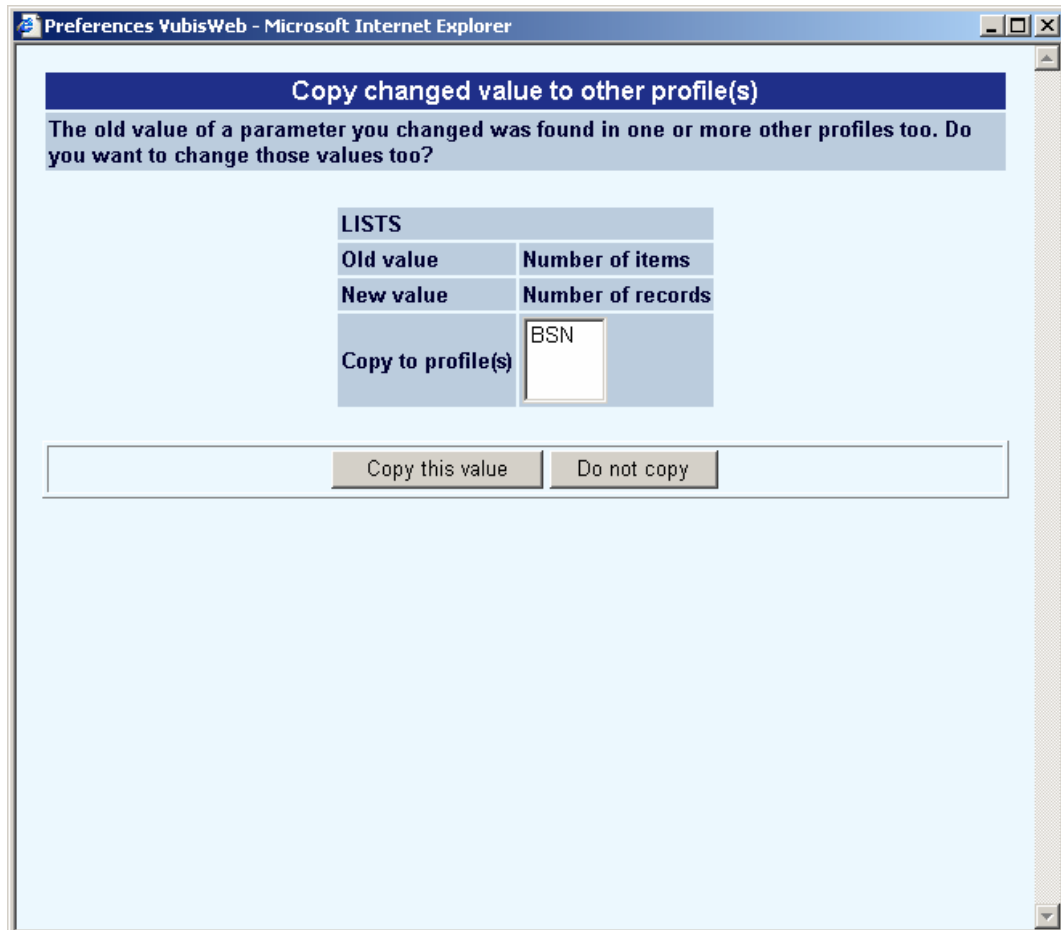 Preferences VubisWeb - Microsoft Internet Explorer
Copy changed value to other profile(s)
The old value of a parameter you changed was found in one or more other profiles too. Do
you want to change those values too?
LISTS
Old value Number of items
New value Number of records
Copy to profile(s) BSN
Copy this value Do not copy